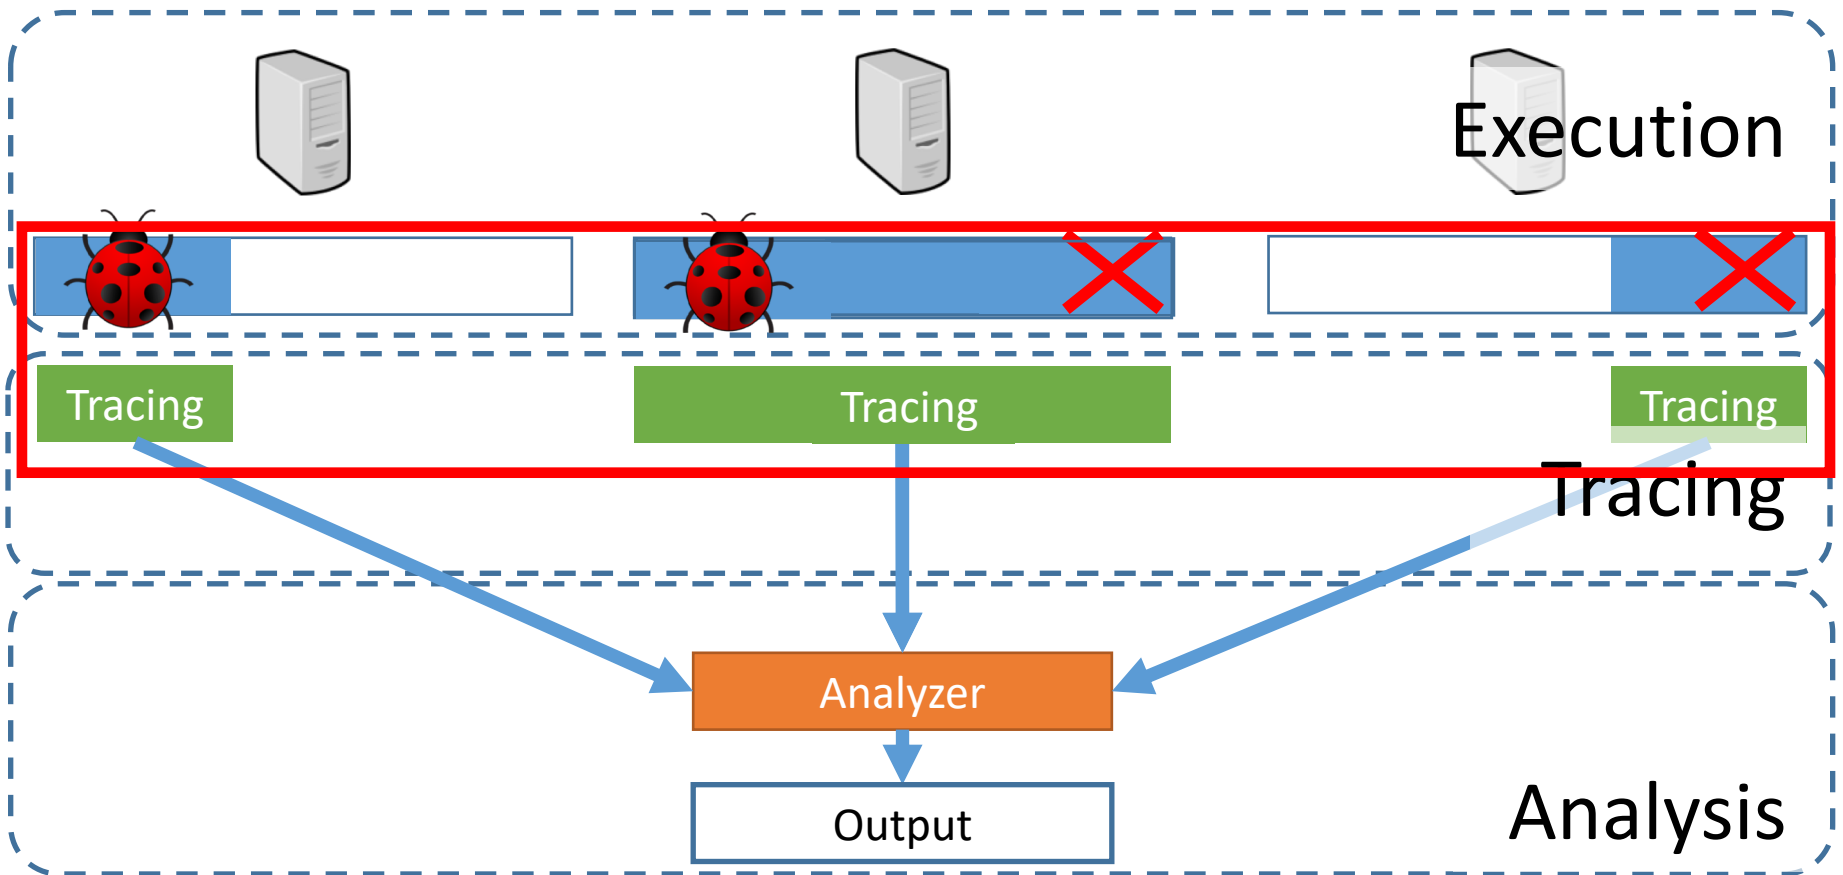 Execution
Tracing
Tracing
Tracing
Tracing
Analyzer
Output
Analysis